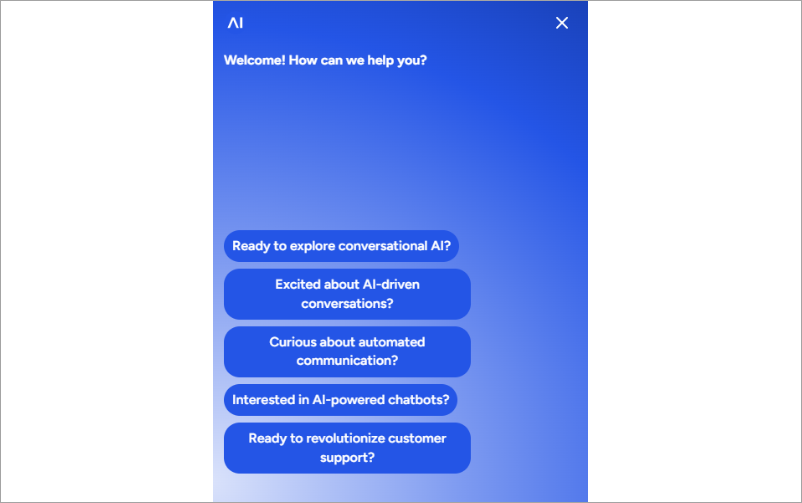 AI
Welcome! How can we help you?
Ready to explore conversational AI?
Excited about AI-driven
conversations?
Curious about automated
communication?
Interested in AI-powered chatbots?
Ready to revolutionize customer
support?